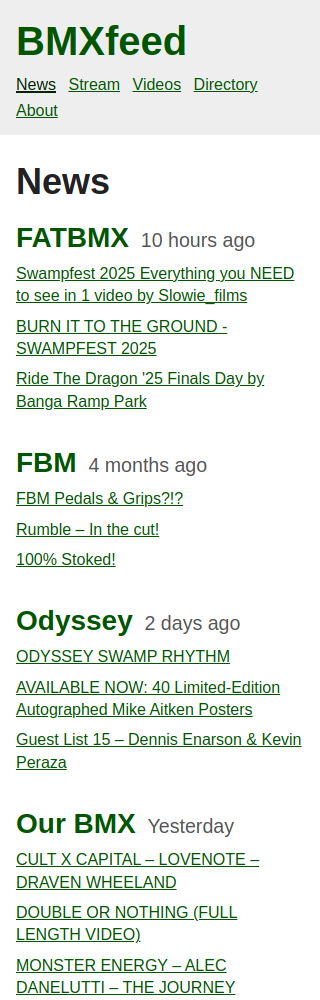 BMXfeed
News Stream Videos Directory
About
News
FATBMX 10 hours ago
Swampfest 2025 Everything you NEED
to see in 1 video by Slowie_films
BURN IT TO THE GROUND -
SWAMPFEST 2025
Ride The Dragon '25 Finals Day by
Banga Ramp Park
FBM 4 months ago
FBM Pedals & Grips?!?
Rumble – In the cut!
100% Stoked!
Odyssey 2 days ago
ODYSSEY SWAMP RHYTHM
AVAILABLE NOW: 40 Limited-Edition
Autographed Mike Aitken Posters
Guest List 15 – Dennis Enarson & Kevin
Peraza
Our BMX Yesterday
CULT X CAPITAL – LOVENOTE –
DRAVEN WHEELAND
DOUBLE OR NOTHING (FULL
LENGTH VIDEO)
MONSTER ENERGY – ALEC
DANELUTTI – THE JOURNEY